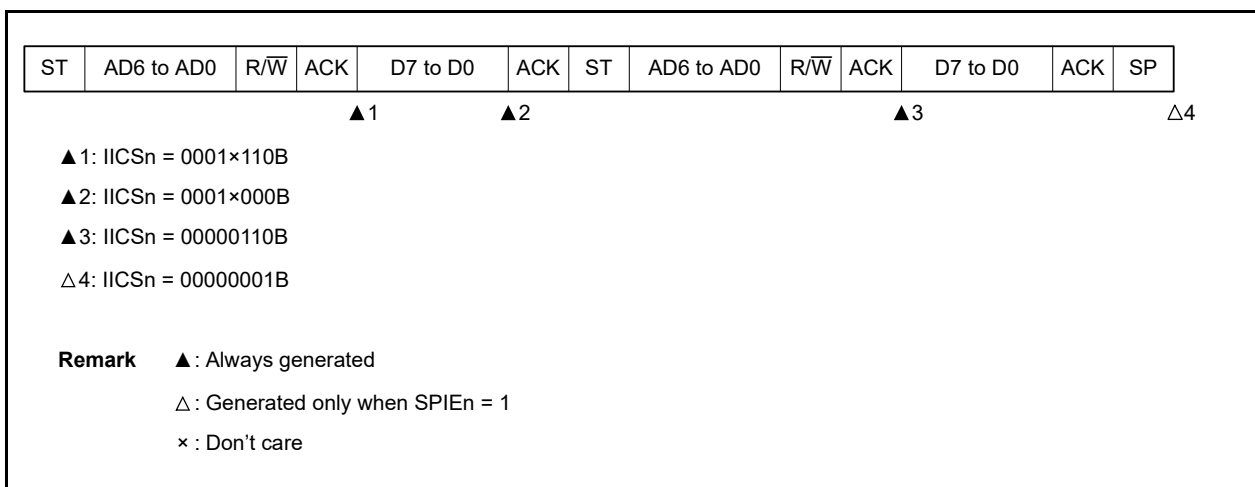 ST AD6 to AD0 R/W̅ ACK D7 to D0 ACK ST AD6 to AD0 R/W̅ ACK D7 to D0 ACK SP
▲1 ▲2 ▲3 △4
▲1: IICSn = 0001×110B
▲2: IICSn = 0001×000B
▲3: IICSn = 00000110B
△4: IICSn = 00000001B
Remark ▲: Always generated
△: Generated only when SPIEn = 1
×: Don't care